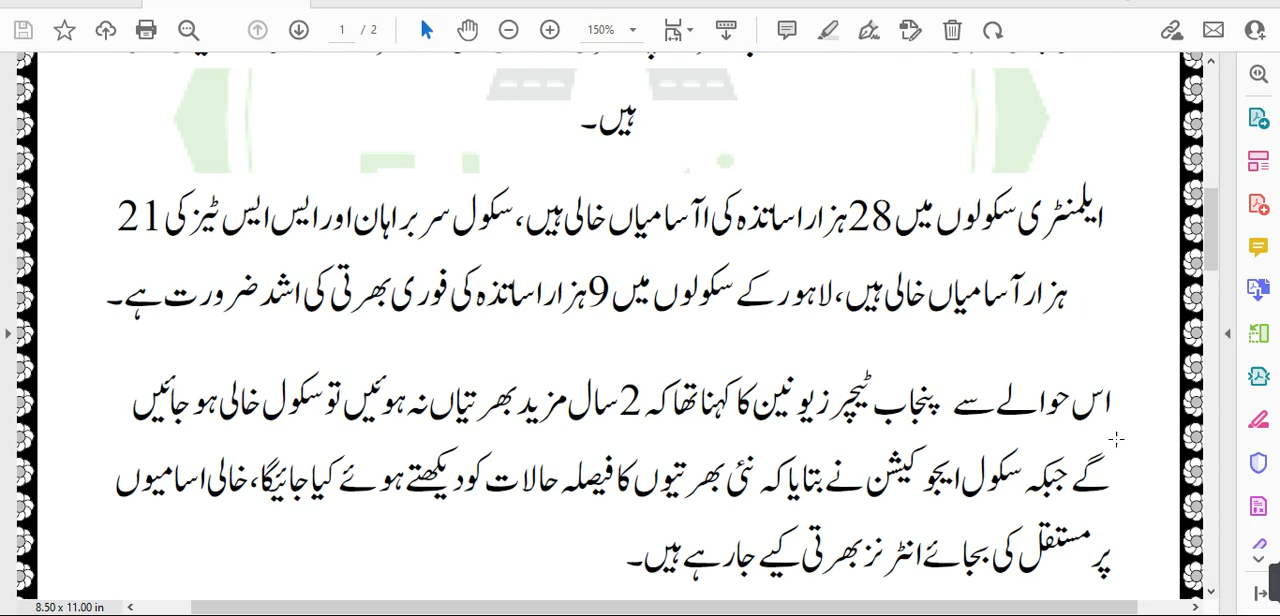 1 / 2
150%
ہیں۔
ایلمنٹری سکولوں میں 28 ہزار اساتذہ کی اآسامیاں خالی ہیں، سکول سربراہان اور ایس ایس ٹیز کی 21
ہزار آسامیاں خالی ہیں، لاہور کے سکولوں میں 9 ہزار اساتذہ کی فوری بھرتی کی اشد ضرورت ہے۔
اس حوالے سے پنجاب ٹیچرز یونین کا کہنا تھا کہ 2 سال مزید بھرتیاں نہ ہوئیں تو سکول خالی ہو جائیں
گے جبکہ سکول ایجوکیشن نے بتایا کہ نئی بھرتیوں کا فیصلہ حالات کو دیکھتے ہوئے کیا جائیگا، خالی اسامیوں
پر مستقل کی بجائے انٹرنز بھرتی کیے جا رہے ہیں۔
8.50 x 11.00 in